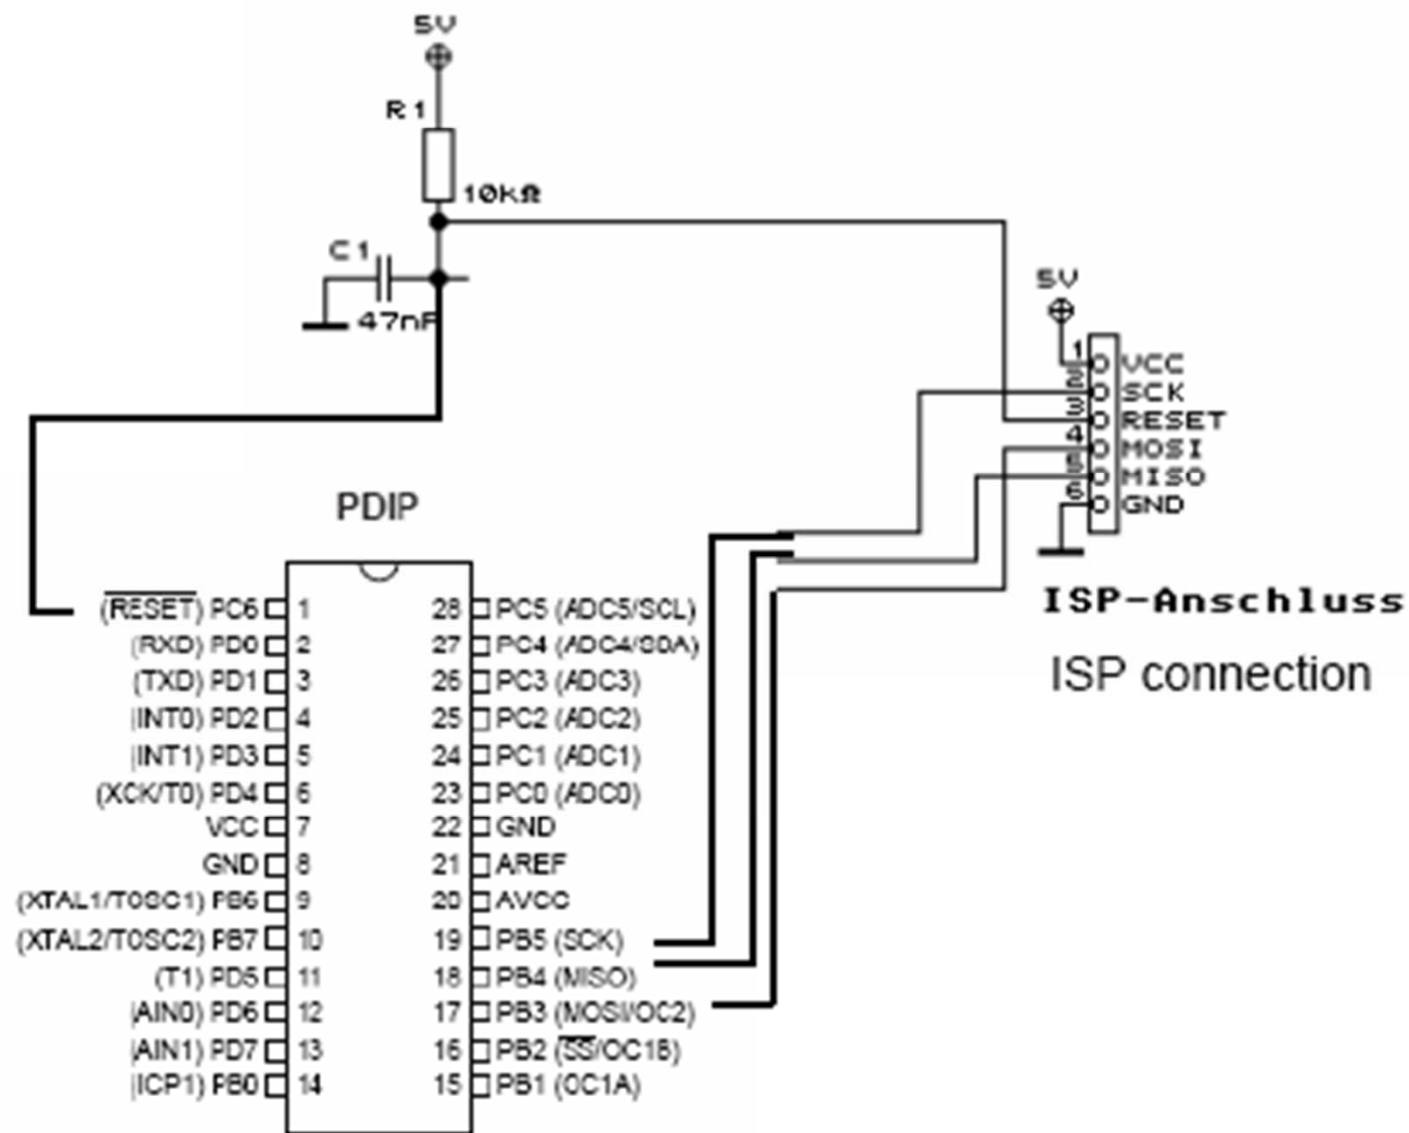 5V
R1
10kΩ
C1
47nF
5V
1 VCC
2 SCK
3 RESET
4 MOSI
5 MISO
6 GND
ISP-Anschluss
ISP connection
PDIP
(RESET) PC6 1 28 PC5 (ADC5/SCL)
(RXD) PD0 2 27 PC4 (ADC4/SDA)
(TXD) PD1 3 26 PC3 (ADC3)
(INT0) PD2 4 25 PC2 (ADC2)
(INT1) PD3 5 24 PC1 (ADC1)
(XCK/T0) PD4 6 23 PC0 (ADC0)
VCC 7 22 GND
GND 8 21 AREF
(XTAL1/TOSC1) PB6 9 20 AVCC
(XTAL2/TOSC2) PB7 10 19 PB5 (SCK)
(T1) PD5 11 18 PB4 (MISO)
(AIN0) PD6 12 17 PB3 (MOSI/OC2)
(AIN1) PD7 13 16 PB2 (SS/OC1B)
(ICP1) PB0 14 15 PB1 (OC1A)